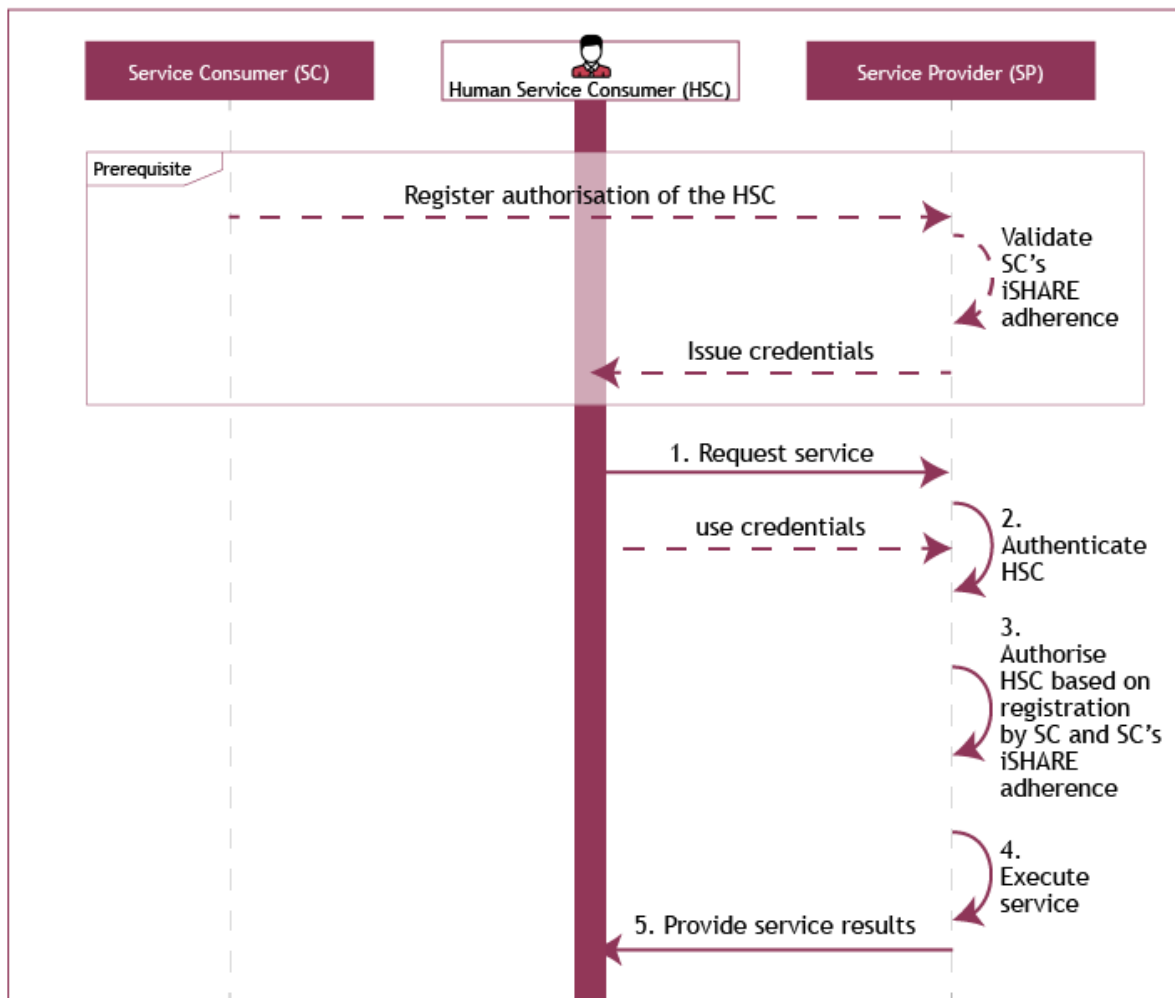 Service Consumer (SC)
Human Service Consumer (HSC)
Service Provider (SP)
Prerequisite
Register authorisation of the HSC
Validate
SC's
iSHARE
adherence
Issue credentials
1. Request service
use credentials
2.
Authenticate
HSC
3.
Authorise
HSC based on
registration
by SC and SC's
iSHARE
adherence
4.
Execute
service
5. Provide service results